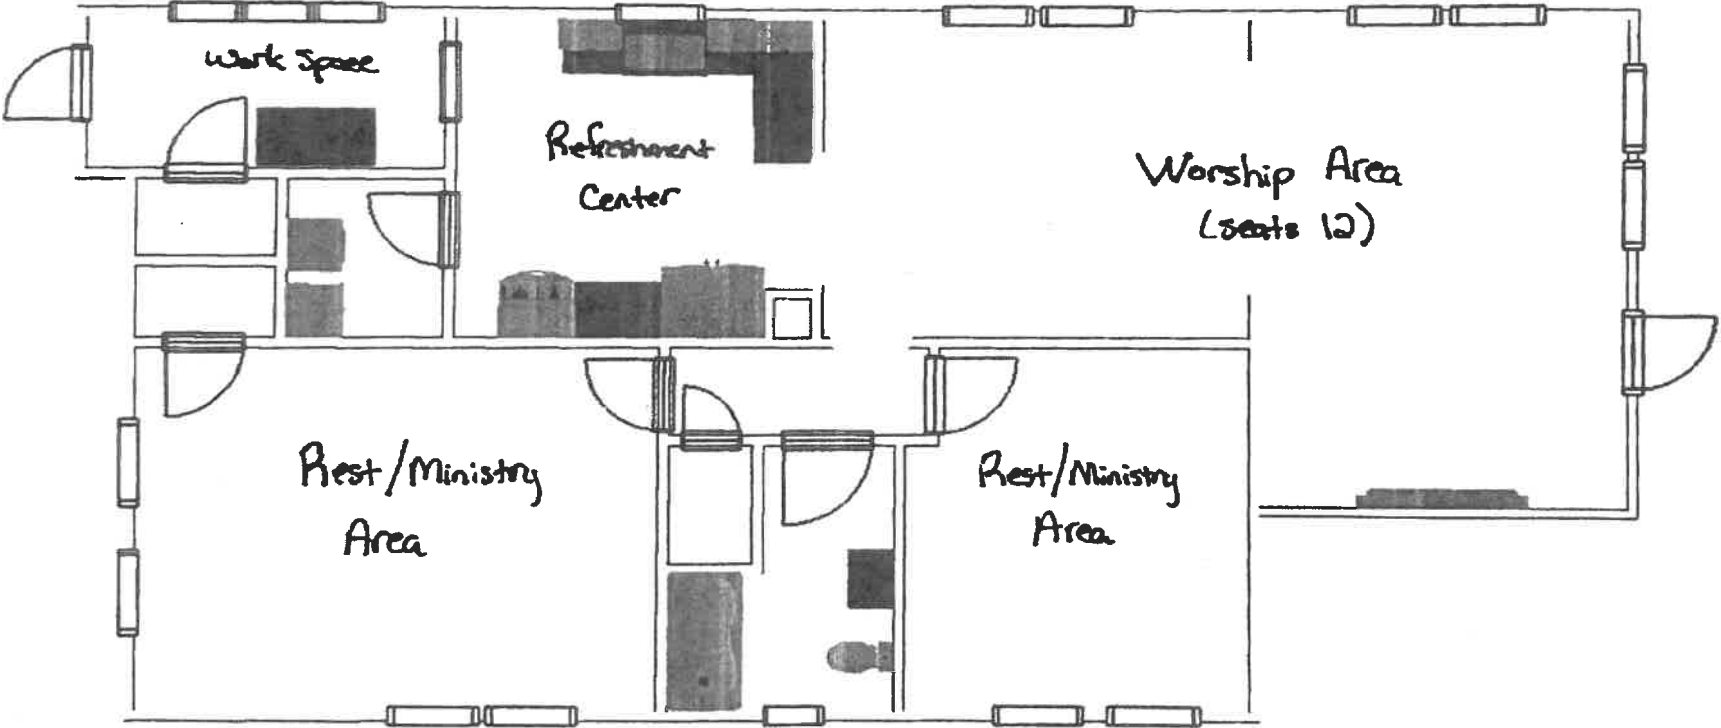 Work Space
Refreshment
Center
Worship Area
(seats 12)
Rest/Ministry
Area
Rest/Ministry
Area